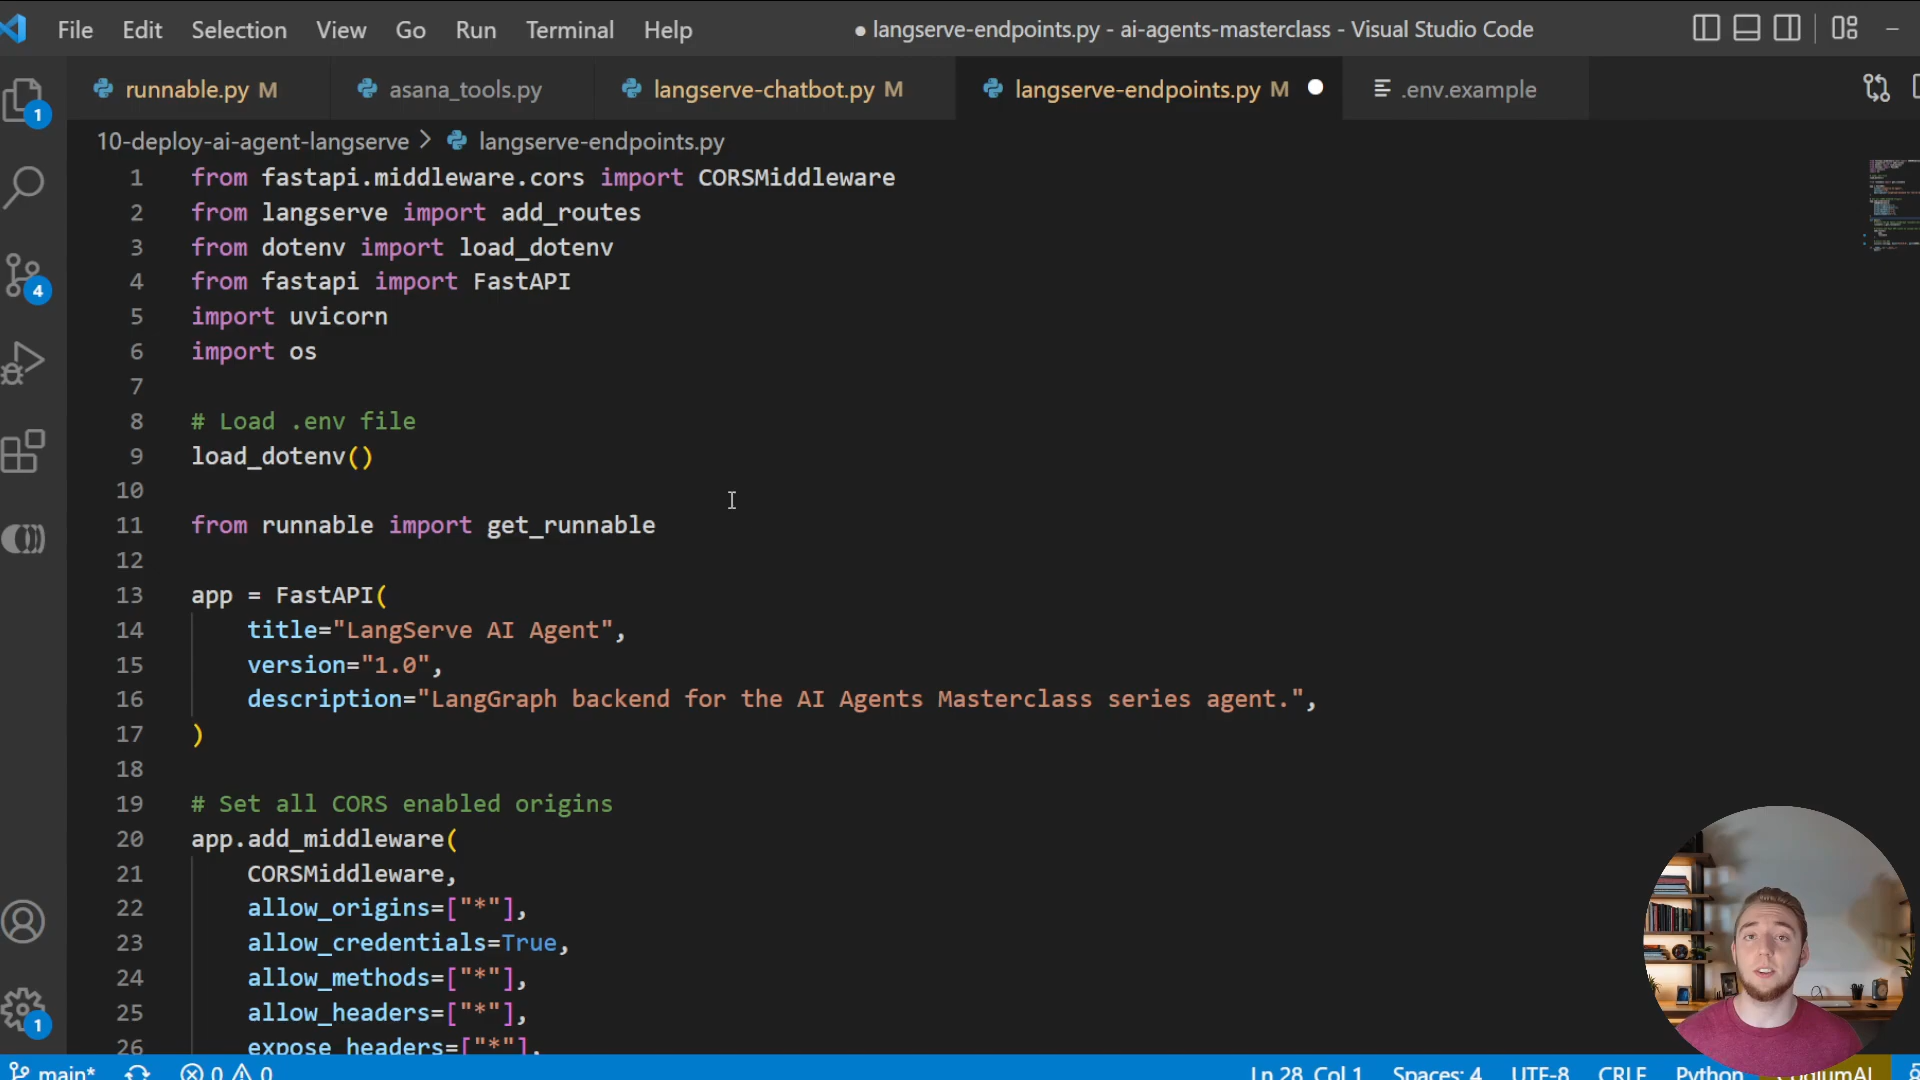 File Edit Selection View Go Run Terminal Help ● langserve-endpoints.py - ai-agents-masterclass - Visual Studio Code
runnable.py M asana_tools.py langserve-chatbot.py M langserve-endpoints.py M .env.example
10-deploy-ai-agent-langserve > langserve-endpoints.py
1 from fastapi.middleware.cors import CORSMiddleware
2 from langserve import add_routes
3 from dotenv import load_dotenv
4 from fastapi import FastAPI
5 import uvicorn
6 import os
7
8 # Load .env file
9 load_dotenv()
10
11 from runnable import get_runnable
12
13 app = FastAPI(
14 title="LangServe AI Agent",
15 version="1.0",
16 description="LangGraph backend for the AI Agents Masterclass series agent.",
17 )
18
19 # Set all CORS enabled origins
20 app.add_middleware(
21 CORSMiddleware,
22 allow_origins=["*"],
23 allow_credentials=True,
24 allow_methods=["*"],
25 allow_headers=["*"],
26 expose_headers=["*"],
1
4
1
main* 0 0 Ln 28, Col 1 Spaces: 4 UTF-8 CRLF Python